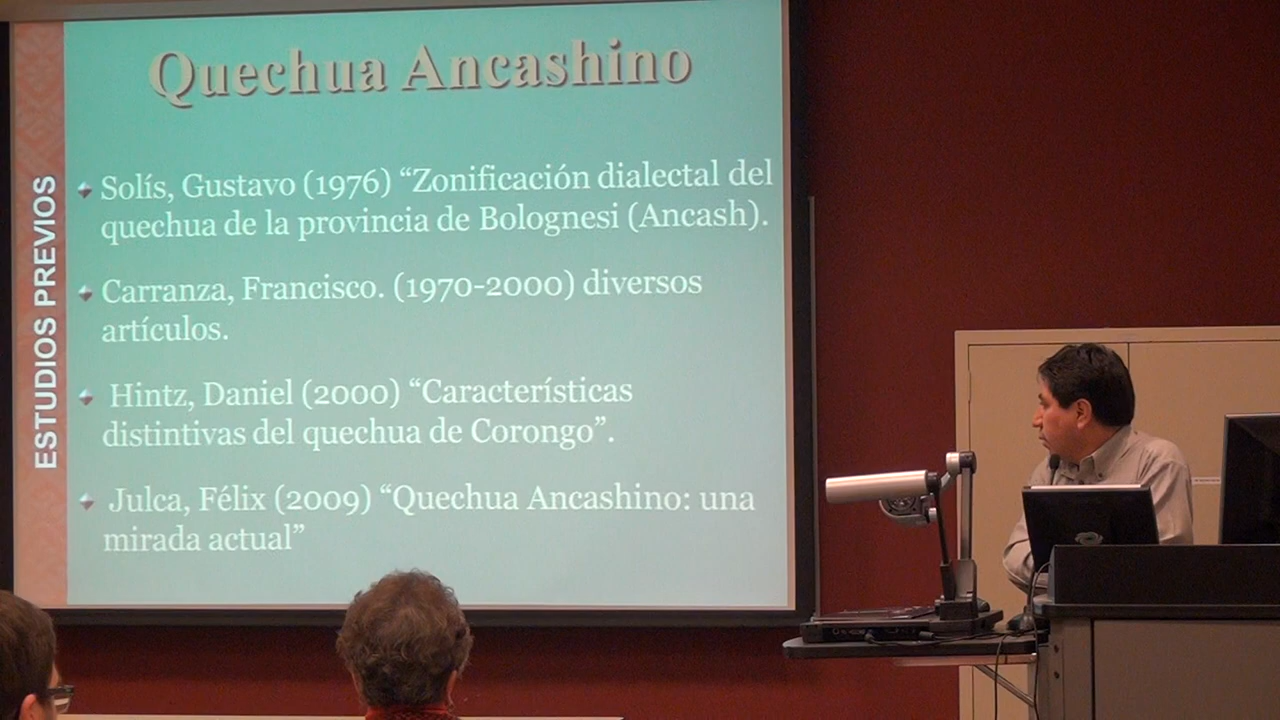 Quechua Ancashino
ESTUDIOS PREVIOS
Solís, Gustavo (1976) “Zonificación dialectal del
quechua de la provincia de Bolognesi (Ancash).
Carranza, Francisco. (1970-2000) diversos
artículos.
Hintz, Daniel (2000) “Características
distintivas del quechua de Corongo”.
Julca, Félix (2009) “Quechua Ancashino: una
mirada actual”